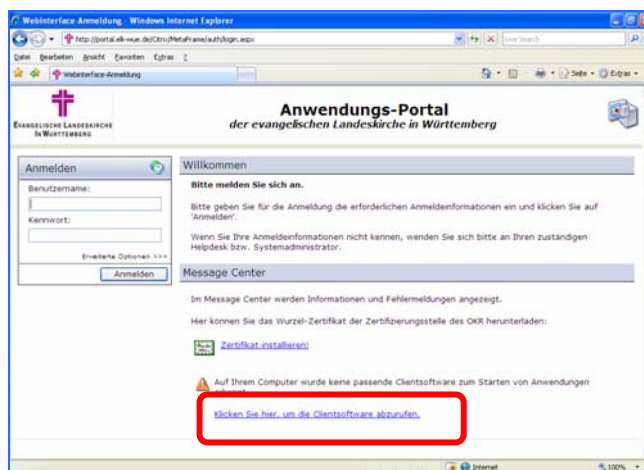 Webinterface-Anmeldung - Windows Internet Explorer
http://portal.elk-wue.de/Citrix/MetaFrame/auth/login.aspx
Live Search
Datei Bearbeiten Ansicht Favoriten Extras ?
Webinterface-Anmeldung
Seite Extras
Evangelische Landeskirche
In Württemberg
Anwendungs-Portal
der evangelischen Landeskirche in Württemberg
Anmelden
Benutzername:
Kennwort:
Erweiterte Optionen >>>
Anmelden
Willkommen
Bitte melden Sie sich an.
Bitte geben Sie für die Anmeldung die erforderlichen Anmeldeinformationen ein und klicken Sie auf
'Anmelden'.
Wenn Sie Ihre Anmeldeinformationen nicht kennen, wenden Sie sich bitte an Ihren zuständigen
Helpdesk bzw. Systemadministrator.
Message Center
Im Message Center werden Informationen und Fehlermeldungen angezeigt.
Hier können Sie das Wurzel-Zertifikat der Zertifizierungsstelle des OKR herunterladen:
Zertifikat installieren!
Auf Ihrem Computer wurde keine passende Clientsoftware zum Starten von Anwendungen
Klicken Sie hier, um die Clientsoftware abzurufen.
Internet
100%